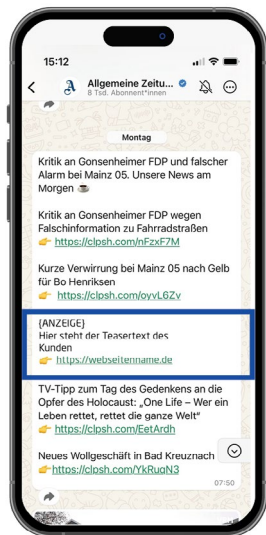 15:12
Allgemeine Zeitu...
8 Tsd. Abonnent*innen
Montag
Kritik an Gonsenheimer FDP und falscher
Alarm bei Mainz 05. Unsere News am
Morgen ☕
Kritik an Gonsenheimer FDP wegen
Falschinformation zu Fahrradstraßen
👉 https://clpsh.com/nFzxF7M
Kurze Verwirrung bei Mainz 05 nach Gelb
für Bo Henriksen
👉 https://clpsh.com/oyvL6Zv
{ANZEIGE}
Hier steht der Teasertext des
Kunden
👉 https://webseitenname.de
TV-Tipp zum Tag des Gedenkens an die
Opfer des Holocaust: „One Life – Wer ein
Leben rettet, rettet die ganze Welt“
👉 https://clpsh.com/EetArdh
Neues Wollgeschäft in Bad Kreuznach
👉https://clpsh.com/YkRuqN3
07:50